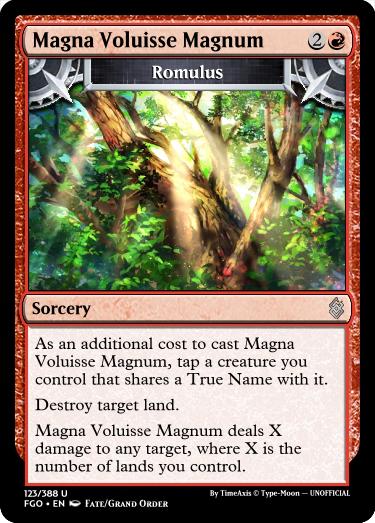 Magna Voluisse Magnum 2
Romulus
Sorcery
As an additional cost to cast Magna
Voluisse Magnum, tap a creature you
control that shares a True Name with it.
Destroy target land.
Magna Voluisse Magnum deals X
damage to any target, where X is the
number of lands you control.
123/388 U
FGO • EN Fate/Grand Order
By TimeAxis © Type-Moon — UNOFFICIAL